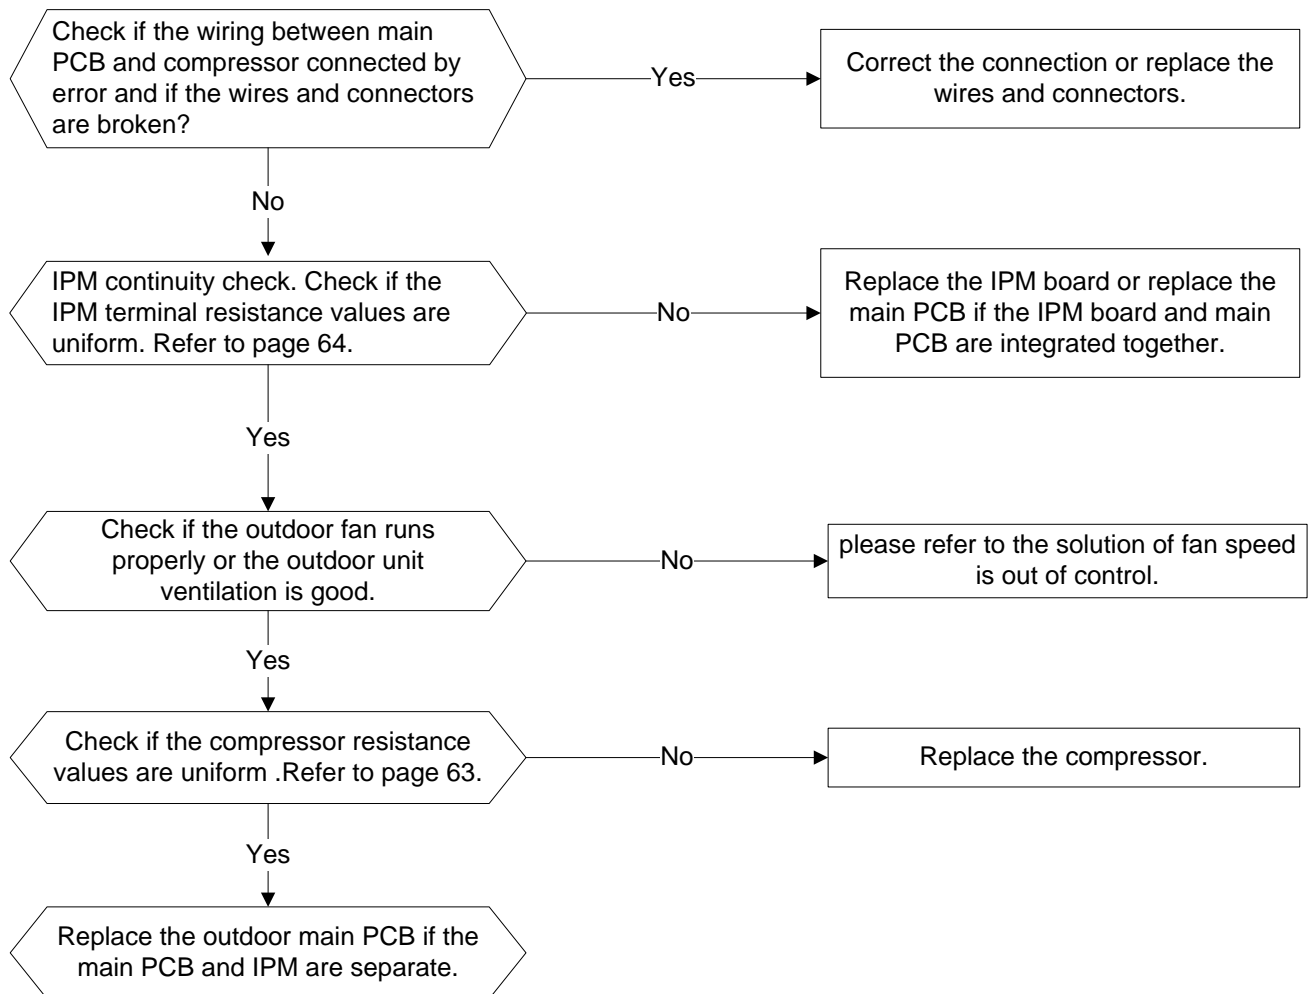 Check if the wiring between main
PCB and compressor connected by
error and if the wires and connectors
are broken?
Yes
Correct the connection or replace the
wires and connectors.
No
IPM continuity check. Check if the
IPM terminal resistance values are
uniform. Refer to page 64.
No
Replace the IPM board or replace the
main PCB if the IPM board and main
PCB are integrated together.
Yes
Check if the outdoor fan runs
properly or the outdoor unit
ventilation is good.
No
please refer to the solution of fan speed
is out of control.
Yes
Check if the compressor resistance
values are uniform .Refer to page 63.
No
Replace the compressor.
Yes
Replace the outdoor main PCB if the
main PCB and IPM are separate.